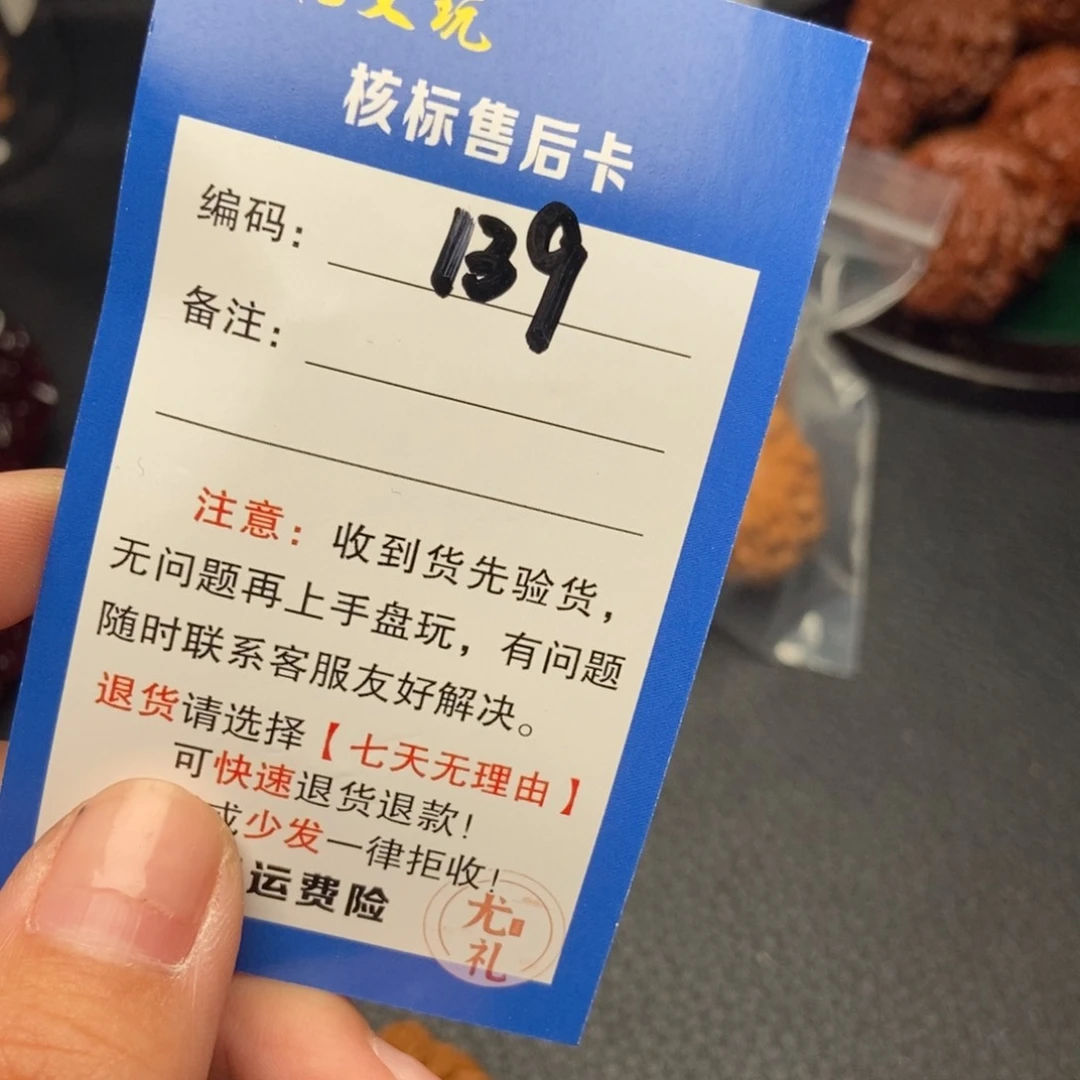 文玩
核标售后卡
编码: 139
备注:
注意: 收到货先验货,
无问题再上手盘玩, 有问题
随时联系客服友好解决。
退货请选择【七天无理由】
可快速退货退款!
或少发一律拒收!
运费险
尤
礼